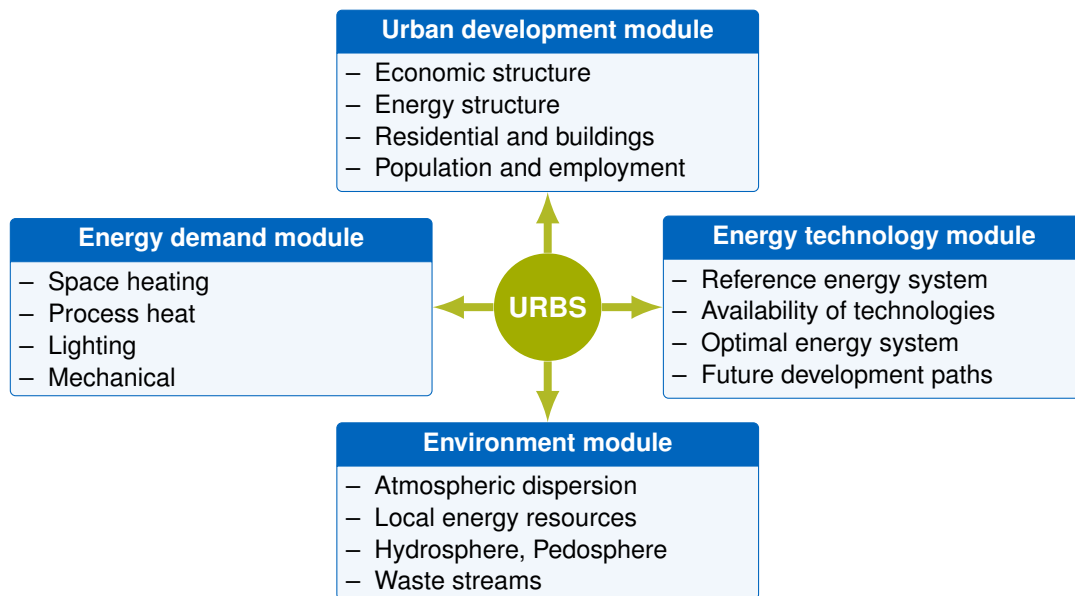 Urban development module
– Economic structure
– Energy structure
– Residential and buildings
– Population and employment
Energy demand module
– Space heating
– Process heat
– Lighting
– Mechanical
URBS
Energy technology module
– Reference energy system
– Availability of technologies
– Optimal energy system
– Future development paths
Environment module
– Atmospheric dispersion
– Local energy resources
– Hydrosphere, Pedosphere
– Waste streams